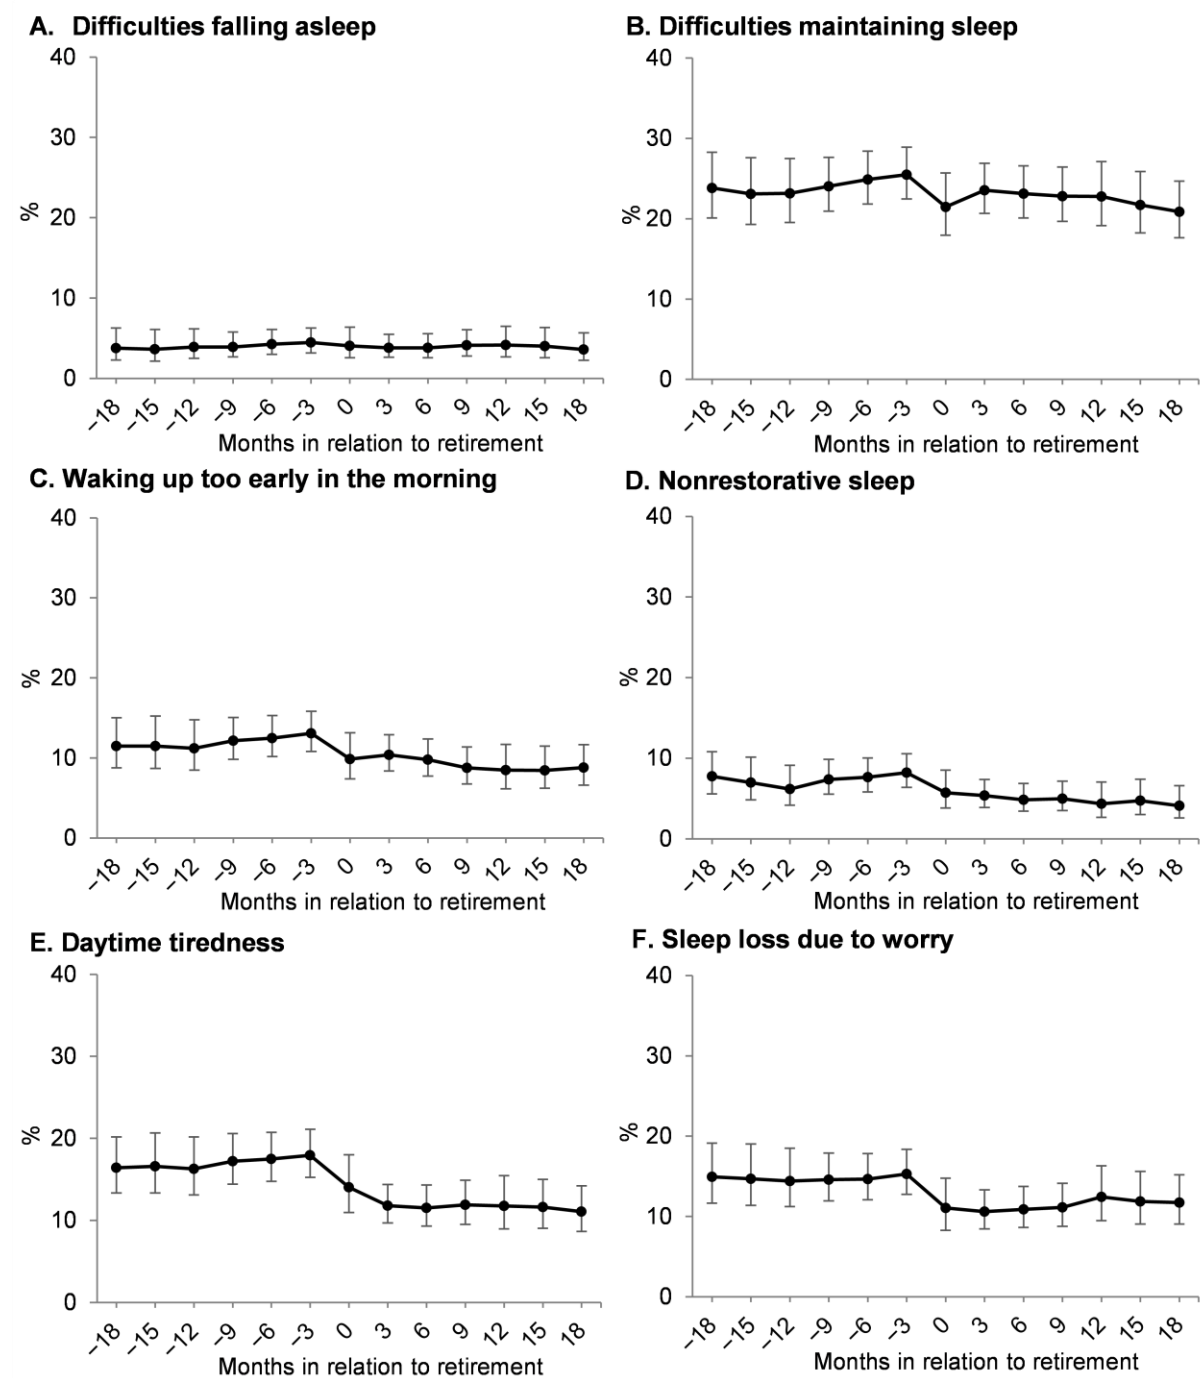 A. Difficulties falling asleep
40
30
%
20
10
0
−18 −15 −12 −9 −6 −3 0 3 6 9 12 15 18
Months in relation to retirement
B. Difficulties maintaining sleep
40
30
%
20
10
0
−18 −15 −12 −9 −6 −3 0 3 6 9 12 15 18
Months in relation to retirement
C. Waking up too early in the morning
40
30
%
20
10
0
−18 −15 −12 −9 −6 −3 0 3 6 9 12 15 18
Months in relation to retirement
D. Nonrestorative sleep
40
30
%
20
10
0
−18 −15 −12 −9 −6 −3 0 3 6 9 12 15 18
Months in relation to retirement
E. Daytime tiredness
40
30
%
20
10
0
−18 −15 −12 −9 −6 −3 0 3 6 9 12 15 18
Months in relation to retirement
F. Sleep loss due to worry
40
30
%
20
10
0
−18 −15 −12 −9 −6 −3 0 3 6 9 12 15 18
Months in relation to retirement